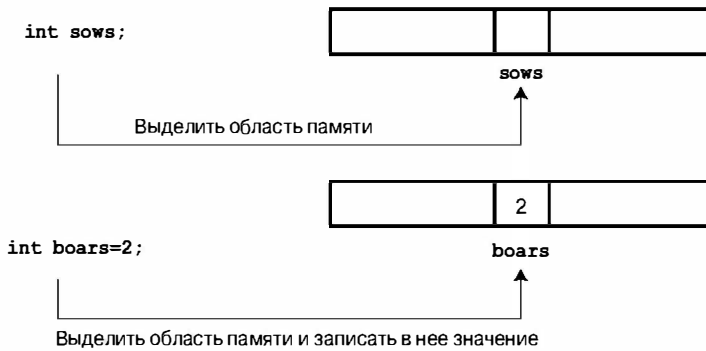 int sows;
sows
Выделить область памяти
2
int boars=2;
boars
Выделить область памяти и записать в нее значение